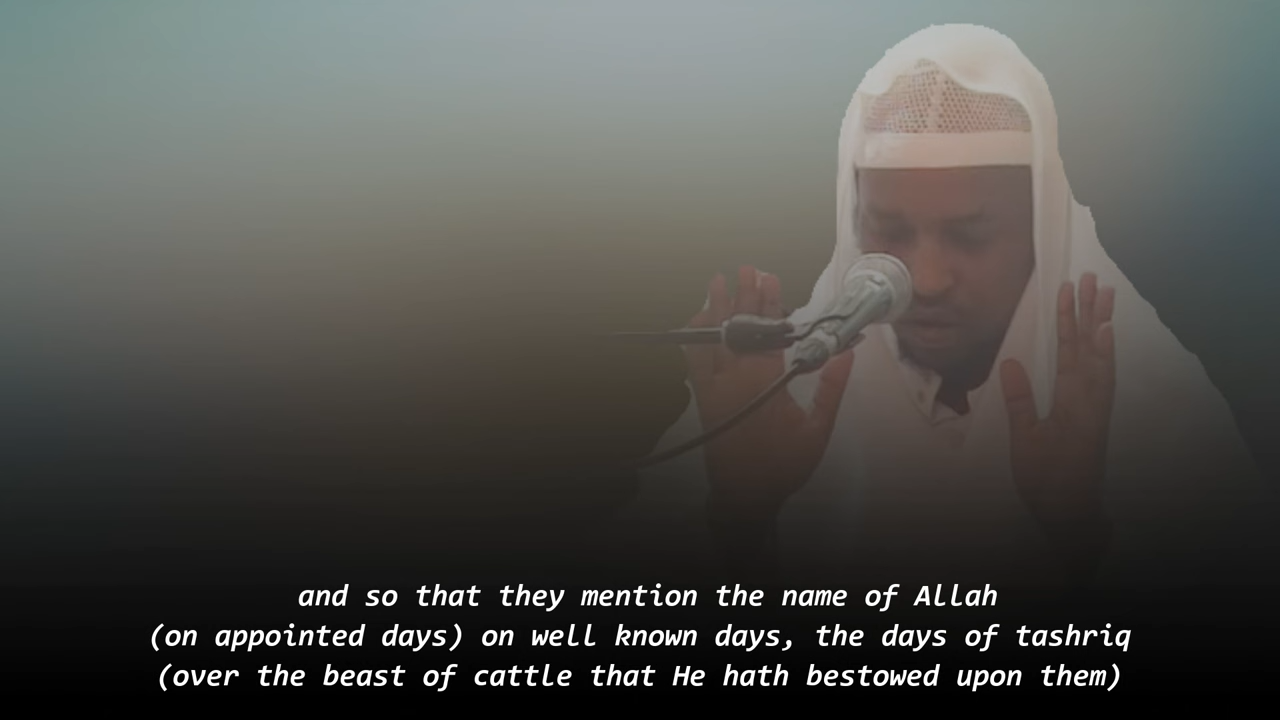 and so that they mention the name of Allah
(on appointed days) on well known days, the days of tashriq
(over the beast of cattle that He hath bestowed upon them)